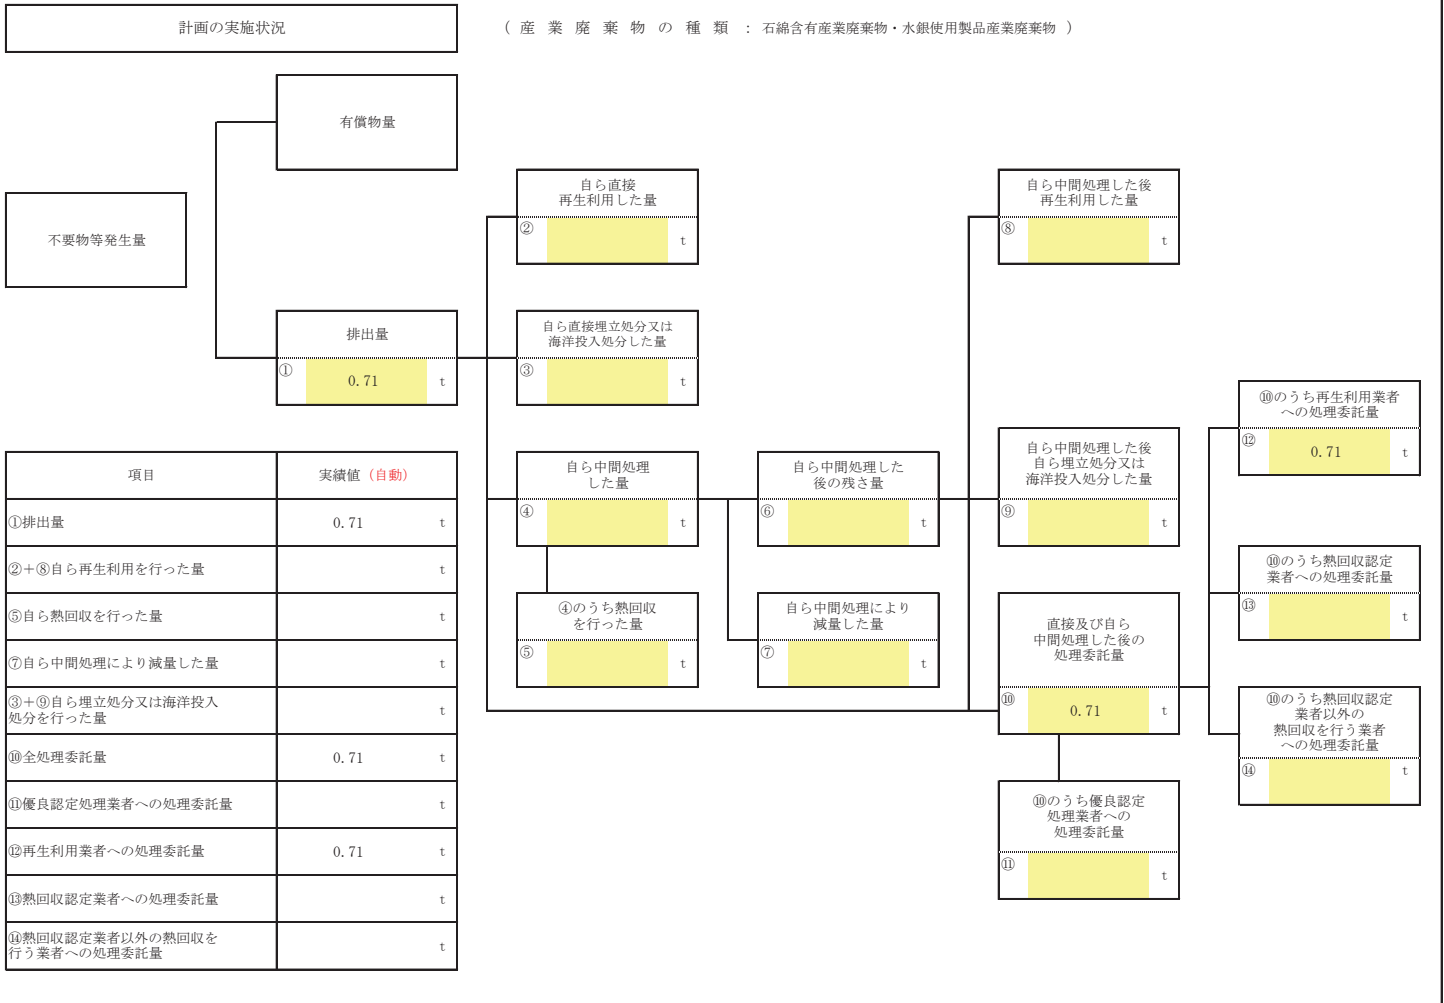 計画の実施状況
（ 産 業 廃 棄 物 の 種 類 ： 石綿含有産業廃棄物・水銀使用製品産業廃棄物 ）
有償物量
不要物等発生量
排出量
① 0.71 t
自ら直接
再生利用した量
② t
自ら直接埋立処分又は
海洋投入処分した量
③ t
自ら中間処理
した量
④ t
④のうち熱回収
を行った量
⑤ t
自ら中間処理した
後の残さ量
⑥ t
自ら中間処理により
減量した量
⑦ t
自ら中間処理した後
再生利用した量
⑧ t
自ら中間処理した後
自ら埋立処分又は
海洋投入処分した量
⑨ t
直接及び自ら
中間処理した後の
処理委託量
⑩ 0.71 t
⑩のうち優良認定
処理業者への
処理委託量
⑪ t
⑩のうち再生利用業者
への処理委託量
⑫ 0.71 t
⑩のうち熱回収認定
業者への処理委託量
⑬ t
⑩のうち熱回収認定
業者以外の
熱回収を行う業者
への処理委託量
⑭ t
項目 実績値（自動）
①排出量 0.71 t
②＋⑧自ら再生利用を行った量 t
⑤自ら熱回収を行った量 t
⑦自ら中間処理により減量した量 t
③＋⑨自ら埋立処分又は海洋投入
処分を行った量 t
⑩全処理委託量 0.71 t
⑪優良認定処理業者への処理委託量 t
⑫再生利用業者への処理委託量 0.71 t
⑬熱回収認定業者への処理委託量 t
⑭熱回収認定業者以外の熱回収を
行う業者への処理委託量 t